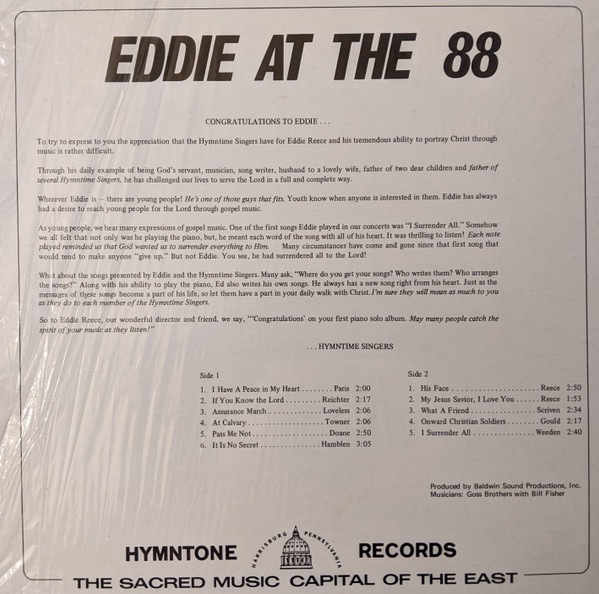 EDDIE AT THE 88
CONGRATULATIONS TO EDDIE . . .
To try to express to you the appreciation that the Hymntime Singers have for Eddie Reece and his tremendous ability to portray Christ through
music is rather difficult.
Through his daily example of being God's servant, musician, song writer, husband to a lovely wife, father of two dear children and father of
several Hymntime Singers, he has challenged our lives to serve the Lord in a full and complete way.
Wherever Eddie is — there are young people! He's one of those guys that fits. Youth know when anyone is interested in them. Eddie has always
had a desire to reach young people for the Lord through gospel music.
As young people, we hear many expressions of gospel music. One of the first songs Eddie played in our concerts was "I Surrender All." Somehow
we all felt that not only was he playing the piano, but, he meant each word of the song with all of his heart. It was thrilling to listen! Each note
played reminded us that God wanted us to surrender everything to Him. Many circumstances have come and gone since that first song that
would tend to make anyone "give up." But not Eddie. You see, he had surrendered all to the Lord!
What about the songs presented by Eddie and the Hymntime Singers. Many ask, "Where do you get your songs? Who writes them? Who arranges
the songs?" Along with his ability to play the piano, Ed also writes his own songs. He always has a new song right from his heart. Just as the
messages of these songs become a part of his life, so let them have a part in your daily walk with Christ. I'm sure they will mean as much to you
as they do to each member of the Hymntime Singers.
So to Eddie Reece, our wonderful director and friend, we say, "'Congratulations' on your first piano solo album. May many people catch the
spirit of your music as they listen!"
. . . HYMNTIME SINGERS
Side 1
1. I Have A Peace in My Heart . . . . . . . . Paris 2:00
2. If You Know the Lord . . . . . . . . . Reichter 2:17
3. Assurance March . . . . . . . . . . . . . Loveless 2:06
4. At Calvary . . . . . . . . . . . . . . . . . . Towner 2:06
5. Pass Me Not . . . . . . . . . . . . . . . . . Doane 2:50
6. It Is No Secret . . . . . . . . . . . . . . Hamblen 3:05
Side 2
1. His Face . . . . . . . . . . . . . . . . . . . . Reece 2:50
2. My Jesus Savior, I Love You . . . . . . Reece 1:53
3. What A Friend . . . . . . . . . . . . . . . Scriven 2:34
4. Onward Christian Soldiers . . . . . . . Gould 2:17
5. I Surrender All . . . . . . . . . . . . . . Weeden 2:40
Produced by Baldwin Sound Productions, Inc.
Musicians: Goss Brothers with Bill Fisher
HYMNTONE
HARRISBURG PENNSYLVANIA
RECORDS
THE SACRED MUSIC CAPITAL OF THE EAST